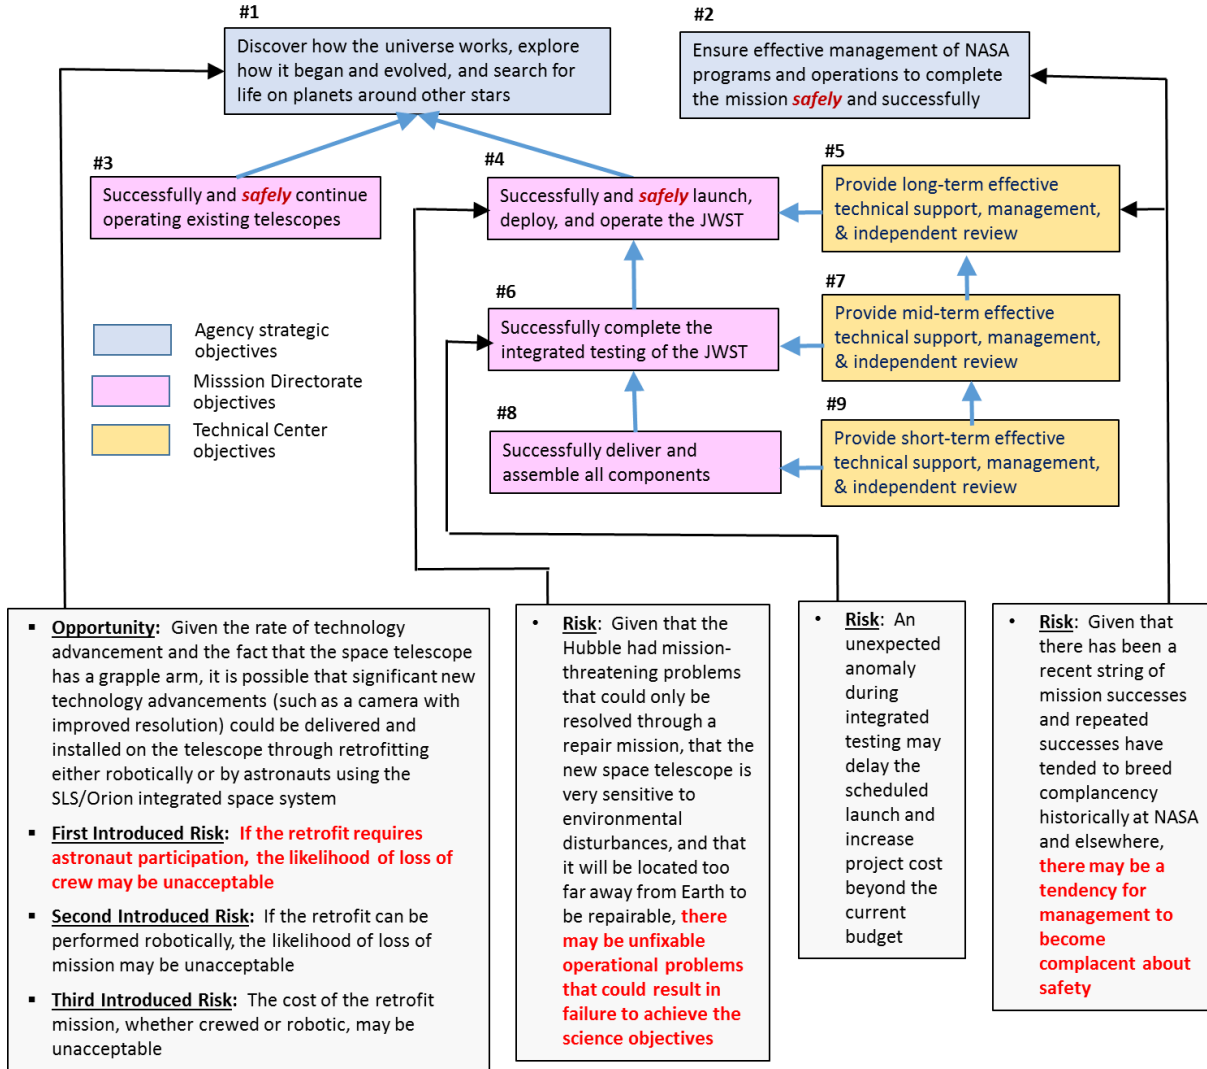 #1
Discover how the universe works, explore
how it began and evolved, and search for
life on planets around other stars
#2
Ensure effective management of NASA
programs and operations to complete
the mission safely and successfully
#3
Successfully and safely continue
operating existing telescopes
#4
Successfully and safely launch,
deploy, and operate the JWST
#5
Provide long-term effective
technical support, management,
& independent review
#6
Successfully complete the
integrated testing of the JWST
#7
Provide mid-term effective
technical support, management,
& independent review
#8
Successfully deliver and
assemble all components
#9
Provide short-term effective
technical support, management,
& independent review
Agency strategic
objectives
Misssion Directorate
objectives
Technical Center
objectives
▪ Opportunity: Given the rate of technology
advancement and the fact that the space telescope
has a grapple arm, it is possible that significant new
technology advancements (such as a camera with
improved resolution) could be delivered and
installed on the telescope through retrofitting
either robotically or by astronauts using the
SLS/Orion integrated space system
▪ First Introduced Risk: If the retrofit requires
astronaut participation, the likelihood of loss of
crew may be unacceptable
▪ Second Introduced Risk: If the retrofit can be
performed robotically, the likelihood of loss of
mission may be unacceptable
▪ Third Introduced Risk: The cost of the retrofit
mission, whether crewed or robotic, may be
unacceptable
• Risk: Given that the
Hubble had mission-
threatening problems
that could only be
resolved through a
repair mission, that the
new space telescope is
very sensitive to
environmental
disturbances, and that
it will be located too
far away from Earth to
be repairable, there
may be unfixable
operational problems
that could result in
failure to achieve the
science objectives
• Risk: An
unexpected
anomaly
during
integrated
testing may
delay the
scheduled
launch and
increase
project cost
beyond the
current
budget
• Risk: Given that
there has been a
recent string of
mission successes
and repeated
successes have
tended to breed
complancency
historically at NASA
and elsewhere,
there may be a
tendency for
management to
become
complacent about
safety